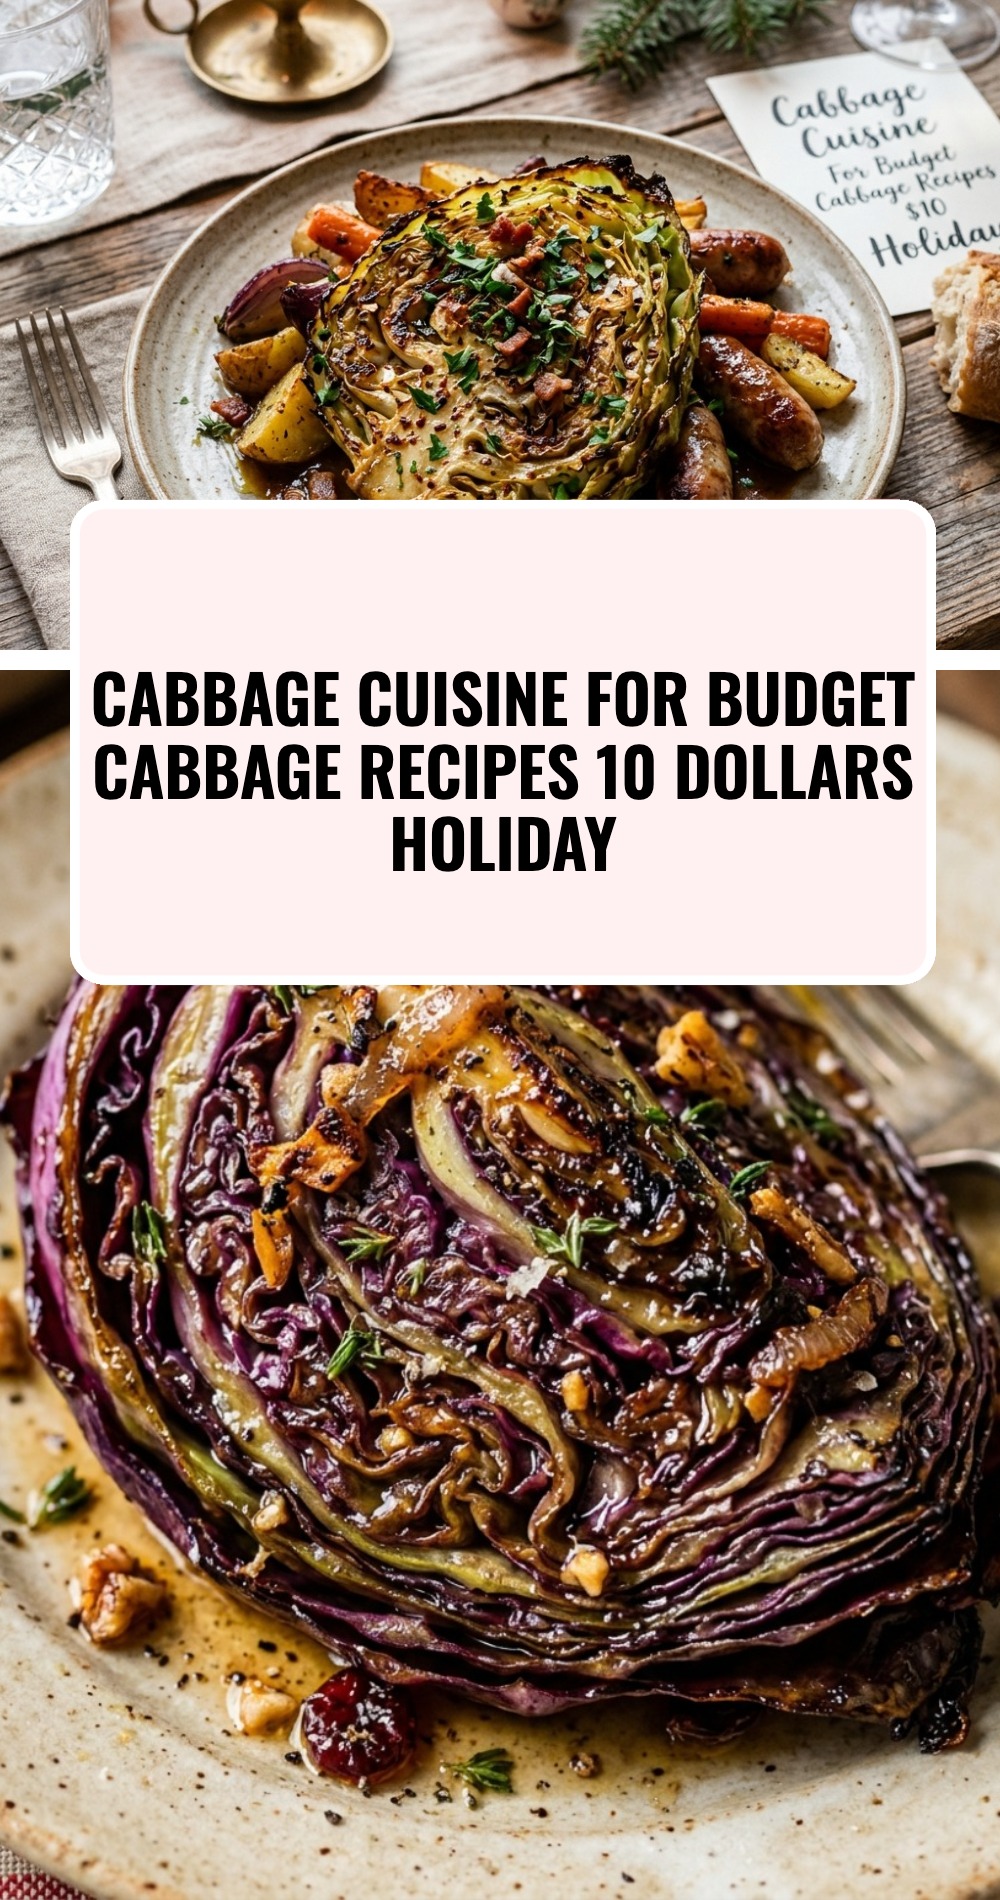 Cabbage
Cuisine
For Budget
Cabbage Recipes
$10
Holiday
CABBAGE CUISINE FOR BUDGET
CABBAGE RECIPES 10 DOLLARS
HOLIDAY